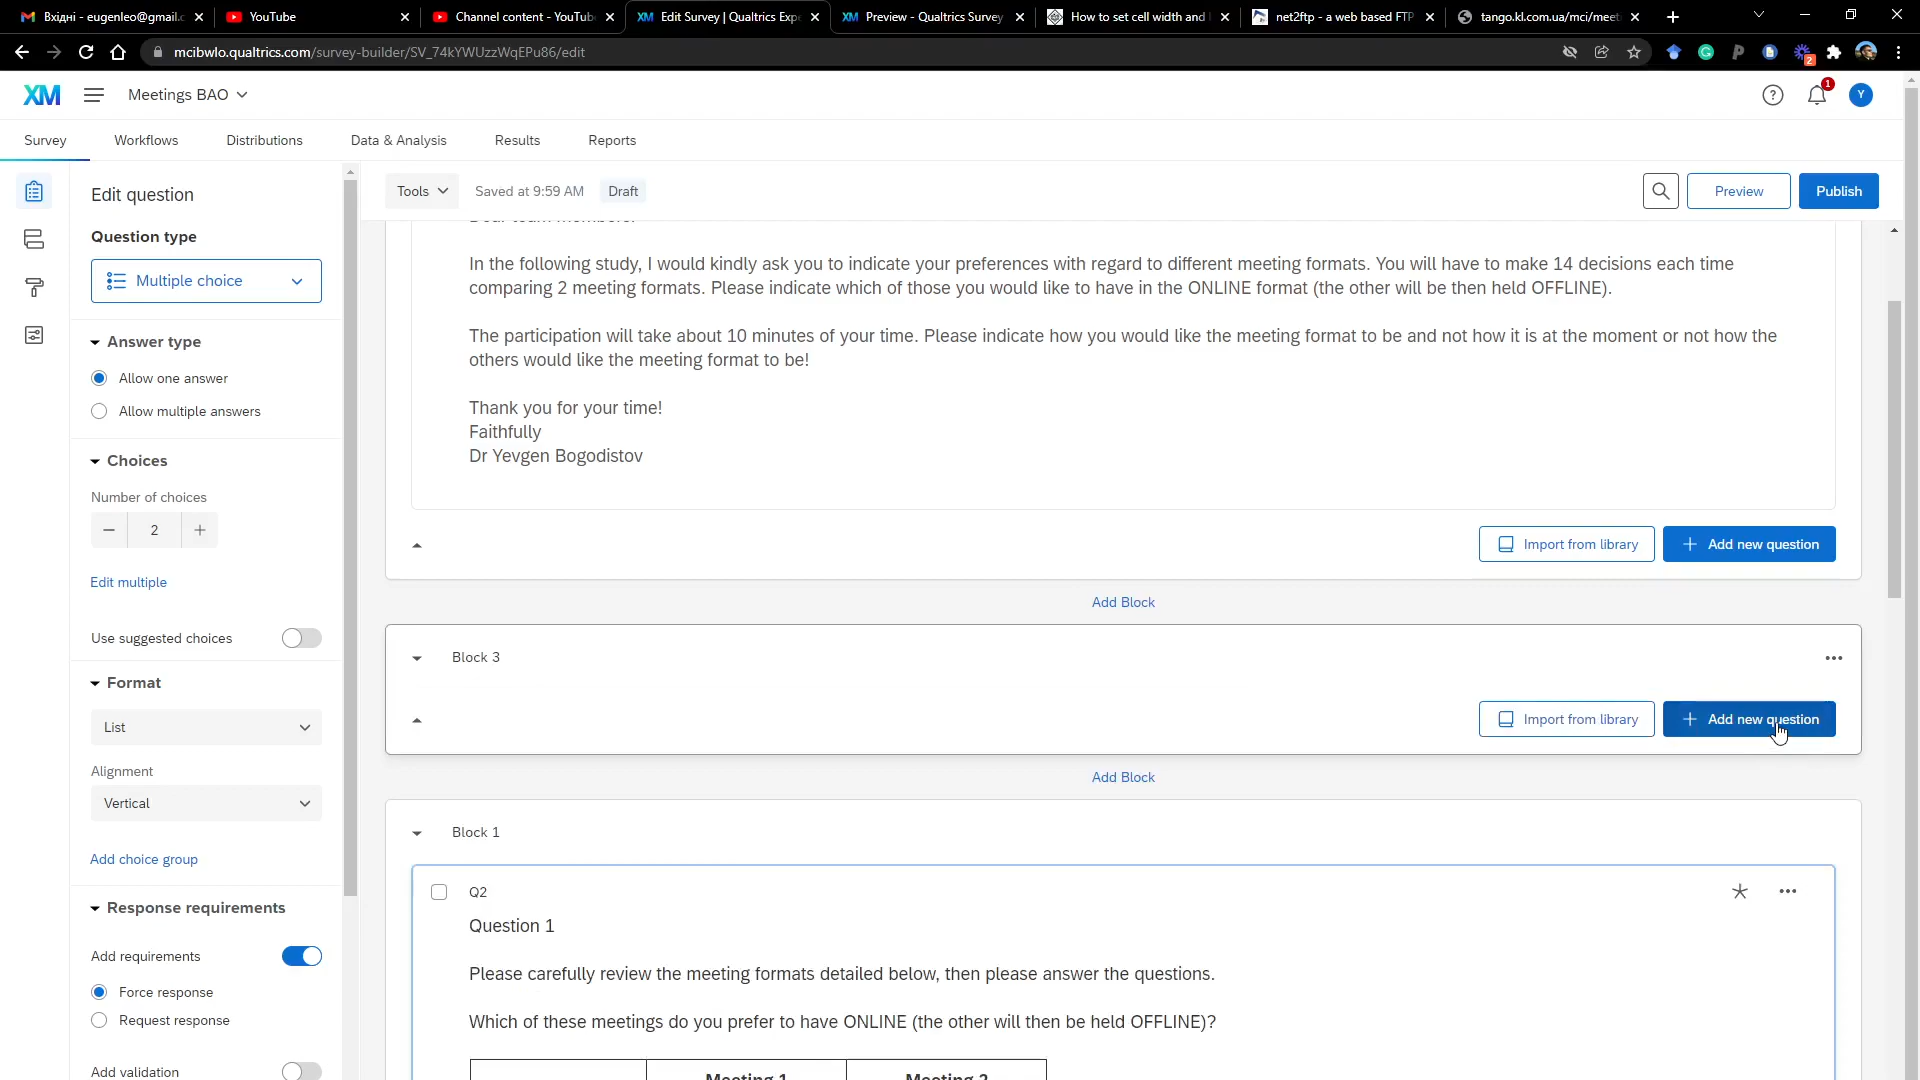 Вхідні - eugenleo@gmail.c
YouTube
Channel content - YouTub
Edit Survey | Qualtrics Exp
Preview - Qualtrics Survey
How to set cell width and
net2ftp - a web based FTP
tango.kl.com.ua/mci/meet
mcibwlo.qualtrics.com/survey-builder/SV_74kYWUzzWqEPu86/edit
2
XM
Meetings BAO
?
1
Y
Survey
Workflows
Distributions
Data & Analysis
Results
Reports
Edit question
Question type
Multiple choice
Answer type
Allow one answer
Allow multiple answers
Choices
Number of choices
2
Edit multiple
Use suggested choices
Format
List
Alignment
Vertical
Add choice group
Response requirements
Add requirements
Force response
Request response
Add validation
Tools
Saved at 9:59 AM
Draft
Preview
Publish
Dear team members!
In the following study, I would kindly ask you to indicate your preferences with regard to different meeting formats. You will have to make 14 decisions each time
comparing 2 meeting formats. Please indicate which of those you would like to have in the ONLINE format (the other will be then held OFFLINE).
The participation will take about 10 minutes of your time. Please indicate how you would like the meeting format to be and not how it is at the moment or not how the
others would like the meeting format to be!
Thank you for your time!
Faithfully
Dr Yevgen Bogodistov
Import from library
Add new question
Add Block
Block 3
Import from library
Add new question
Add Block
Block 1
Q2
Question 1
Please carefully review the meeting formats detailed below, then please answer the questions.
Which of these meetings do you prefer to have ONLINE (the other will then be held OFFLINE)?
Meeting 1
Meeting 2